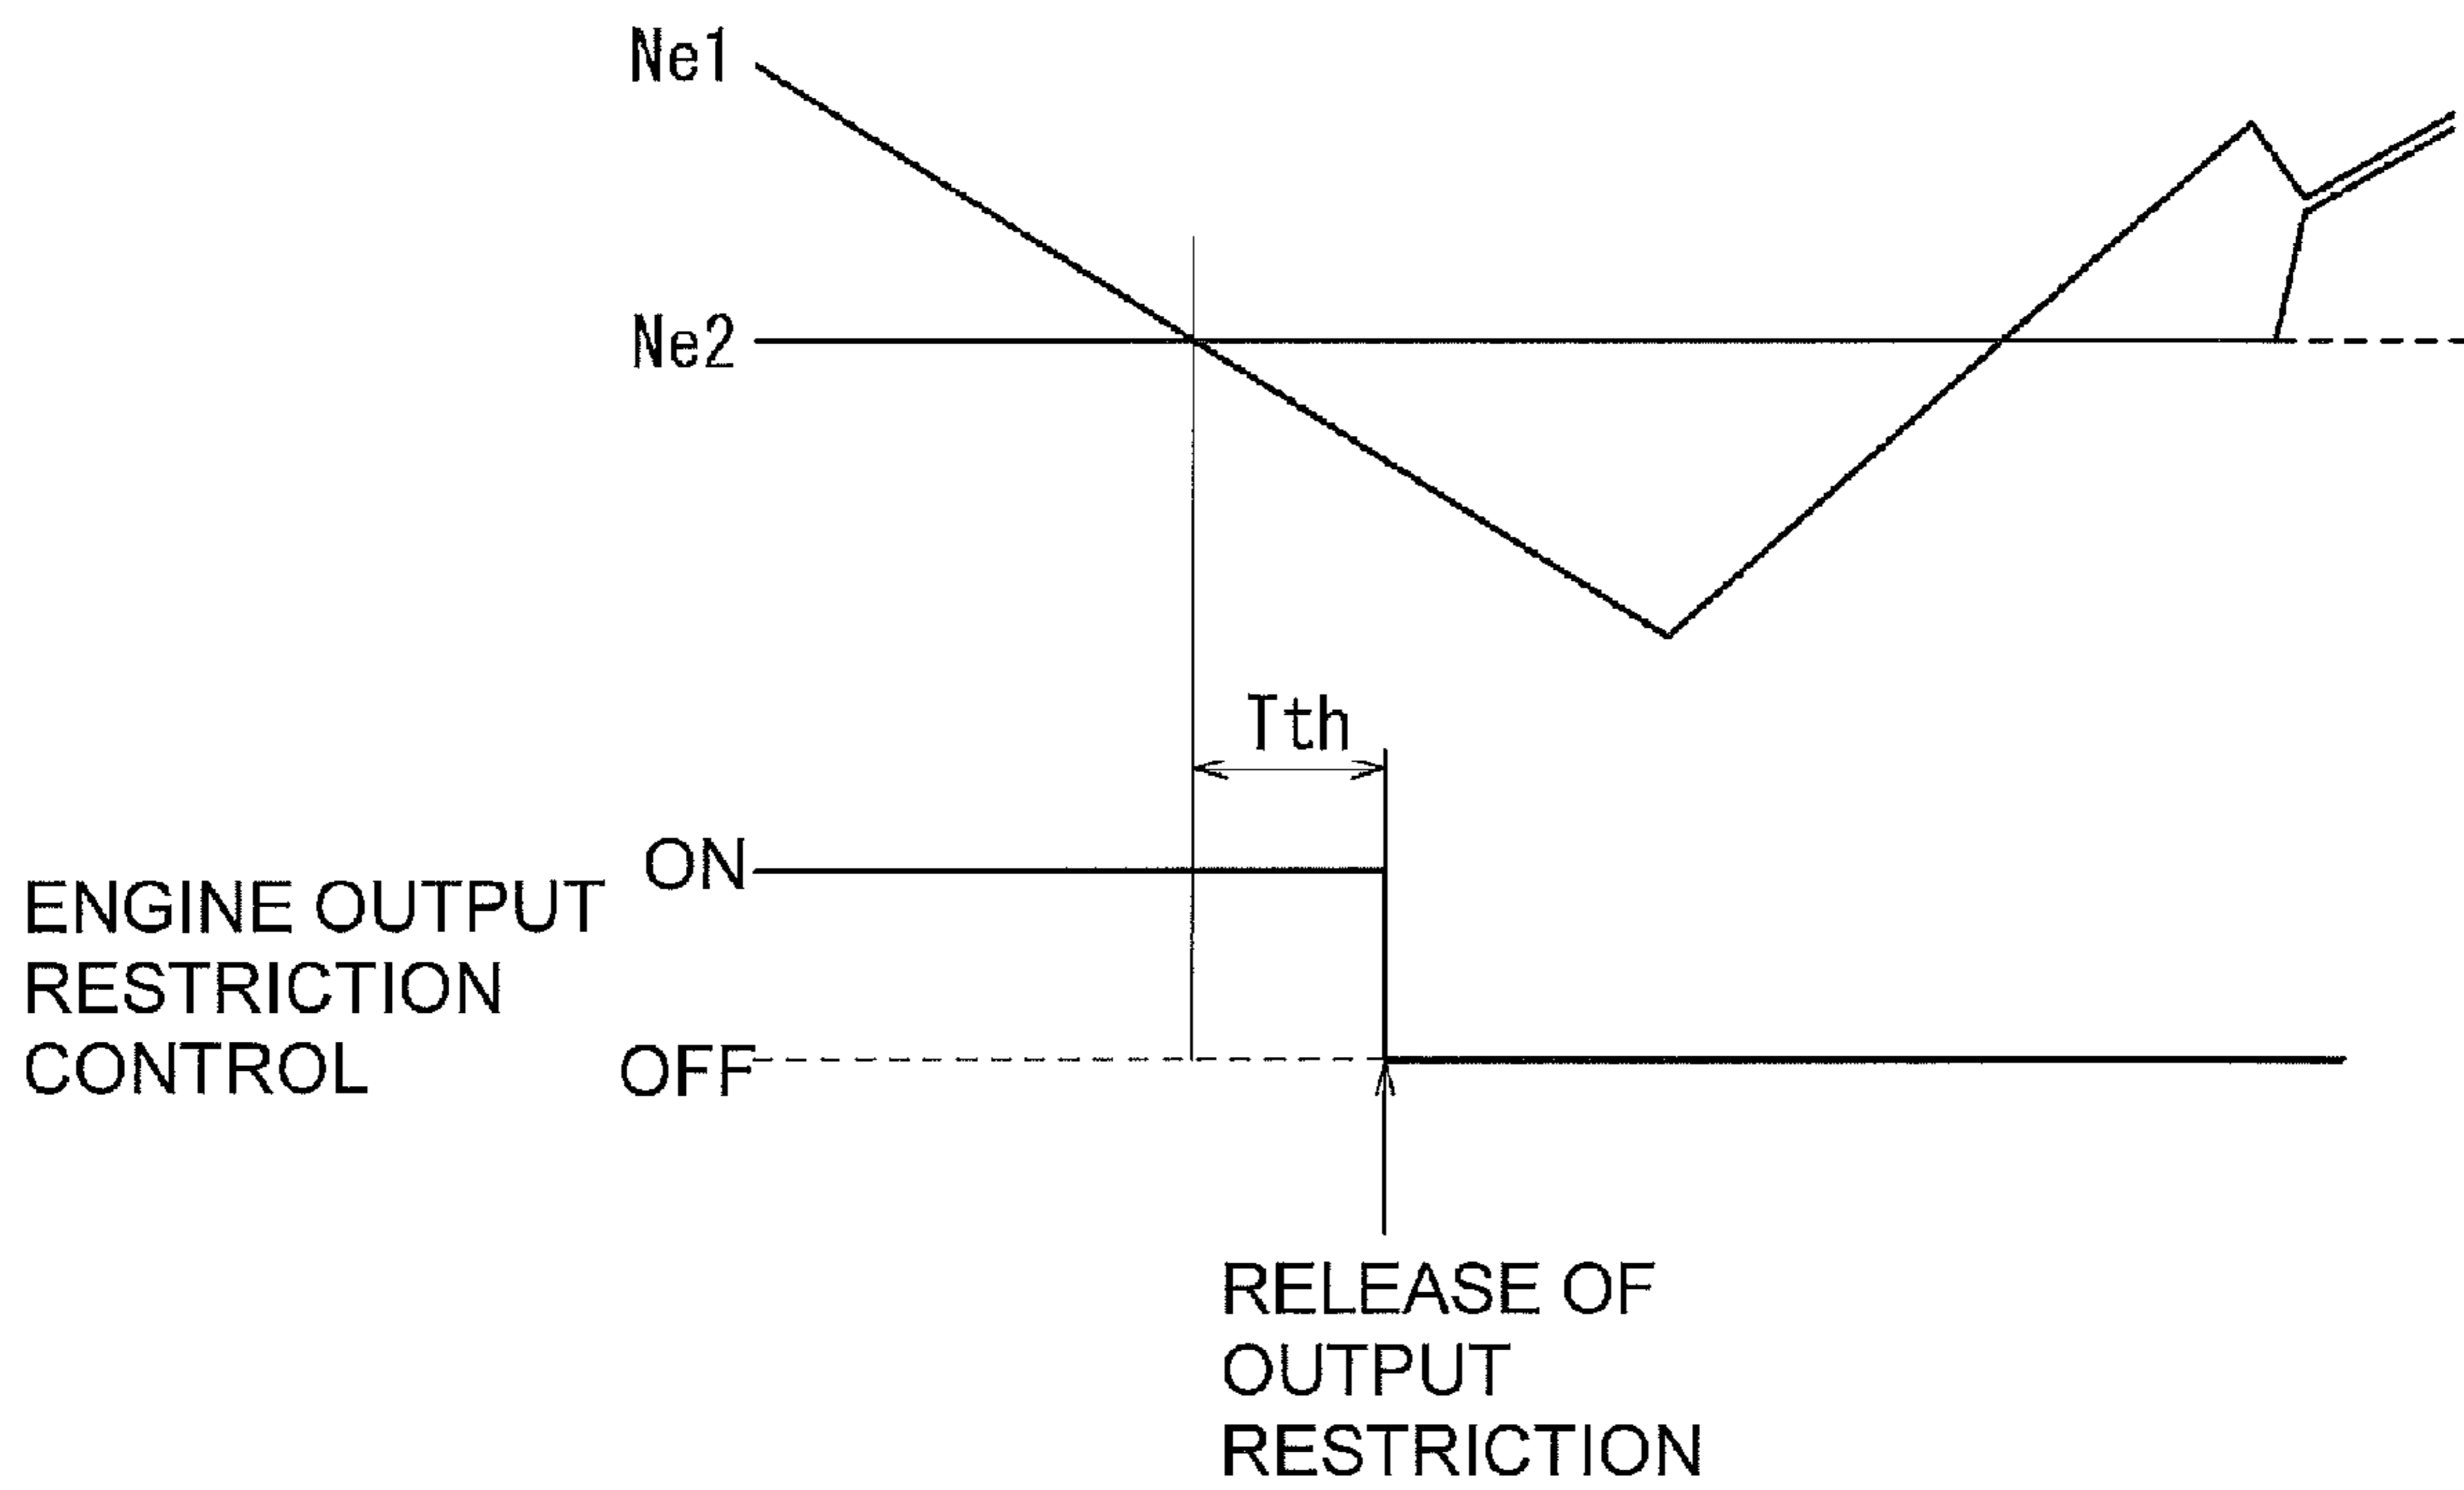 Ne1
Ne2
Tth
ON
ENGINE OUTPUT
RESTRICTION
CONTROL
OFF
RELEASE OF
OUTPUT
RESTRICTION